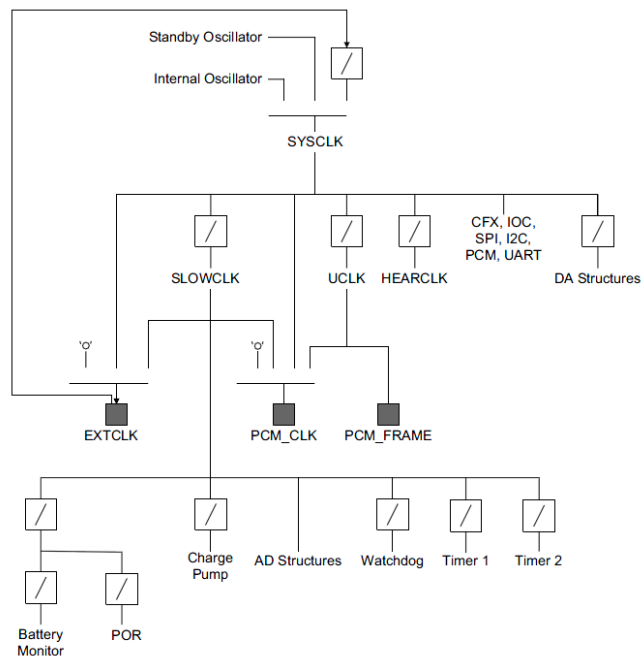 Standby Oscillator
Internal Oscillator
SYSCLK
CFX, IOC,
SPI, I2C,
PCM, UART
SLOWCLK
UCLK
HEARCLK
DA Structures
'0'
'0'
EXTCLK
PCM_CLK
PCM_FRAME
Charge
Pump
AD Structures
Watchdog
Timer 1
Timer 2
Battery
Monitor
POR